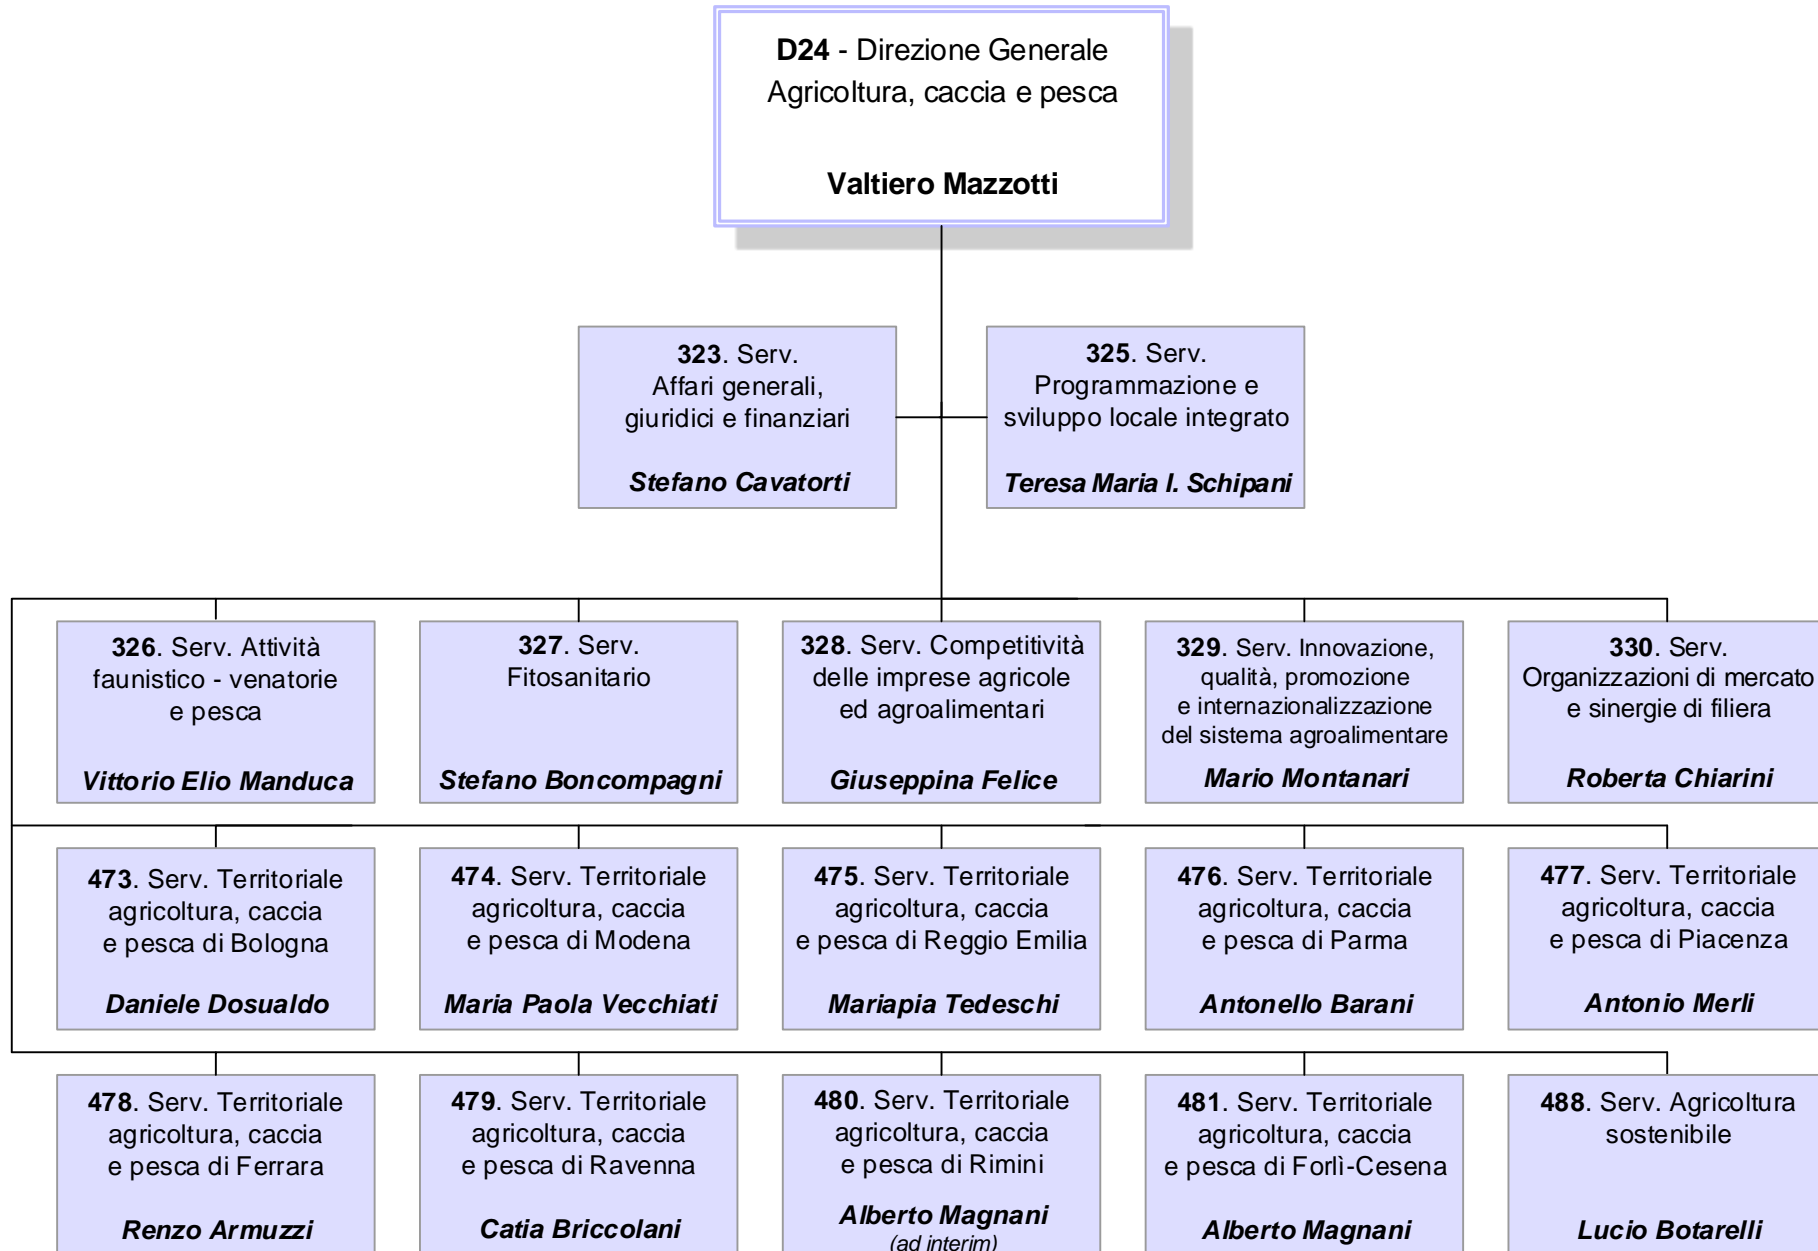 D24 - Direzione Generale
Agricoltura, caccia e pesca
Valtiero Mazzotti
323. Serv.
Affari generali,
giuridici e finanziari
Stefano Cavatorti
325. Serv.
Programmazione e
sviluppo locale integrato
Teresa Maria I. Schipani
326. Serv. Attività
faunistico - venatorie
e pesca
Vittorio Elio Manduca
327. Serv.
Fitosanitario
Stefano Boncompagni
328. Serv. Competitività
delle imprese agricole
ed agroalimentari
Giuseppina Felice
329. Serv. Innovazione,
qualità, promozione
e internazionalizzazione
del sistema agroalimentare
Mario Montanari
330. Serv.
Organizzazioni di mercato
e sinergie di filiera
Roberta Chiarini
473. Serv. Territoriale
agricoltura, caccia
e pesca di Bologna
Daniele Dosualdo
474. Serv. Territoriale
agricoltura, caccia
e pesca di Modena
Maria Paola Vecchiati
475. Serv. Territoriale
agricoltura, caccia
e pesca di Reggio Emilia
Mariapia Tedeschi
476. Serv. Territoriale
agricoltura, caccia
e pesca di Parma
Antonello Barani
477. Serv. Territoriale
agricoltura, caccia
e pesca di Piacenza
Antonio Merli
478. Serv. Territoriale
agricoltura, caccia
e pesca di Ferrara
Renzo Armuzzi
479. Serv. Territoriale
agricoltura, caccia
e pesca di Ravenna
Catia Briccolani
480. Serv. Territoriale
agricoltura, caccia
e pesca di Rimini
Alberto Magnani
(ad interim)
481. Serv. Territoriale
agricoltura, caccia
e pesca di Forlì-Cesena
Alberto Magnani
488. Serv. Agricoltura
sostenibile
Lucio Botarelli